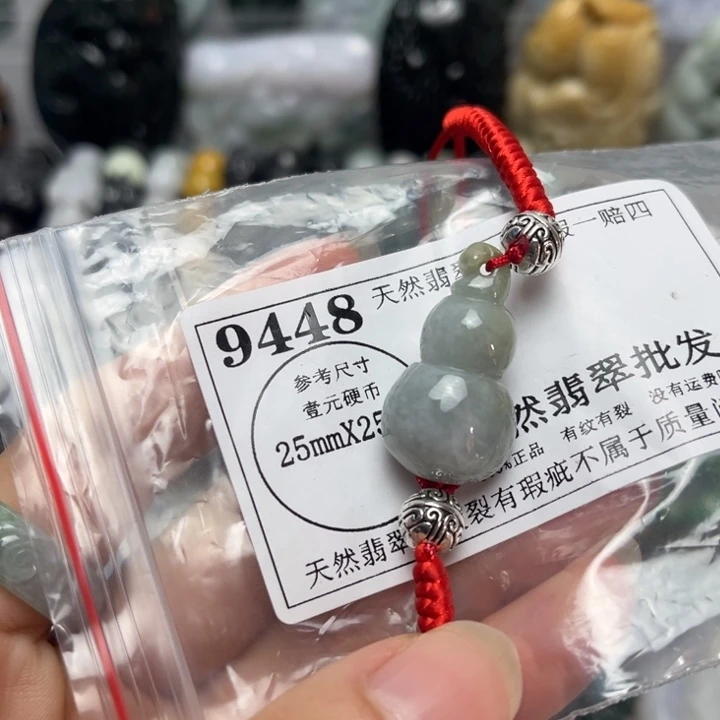 9448
天然翡
一赔四
参考尺寸
壹元硬币
25mmX25
然翡翠批发
正品 有纹有裂 没有运费
天然翡翠 裂有瑕疵不属于质量